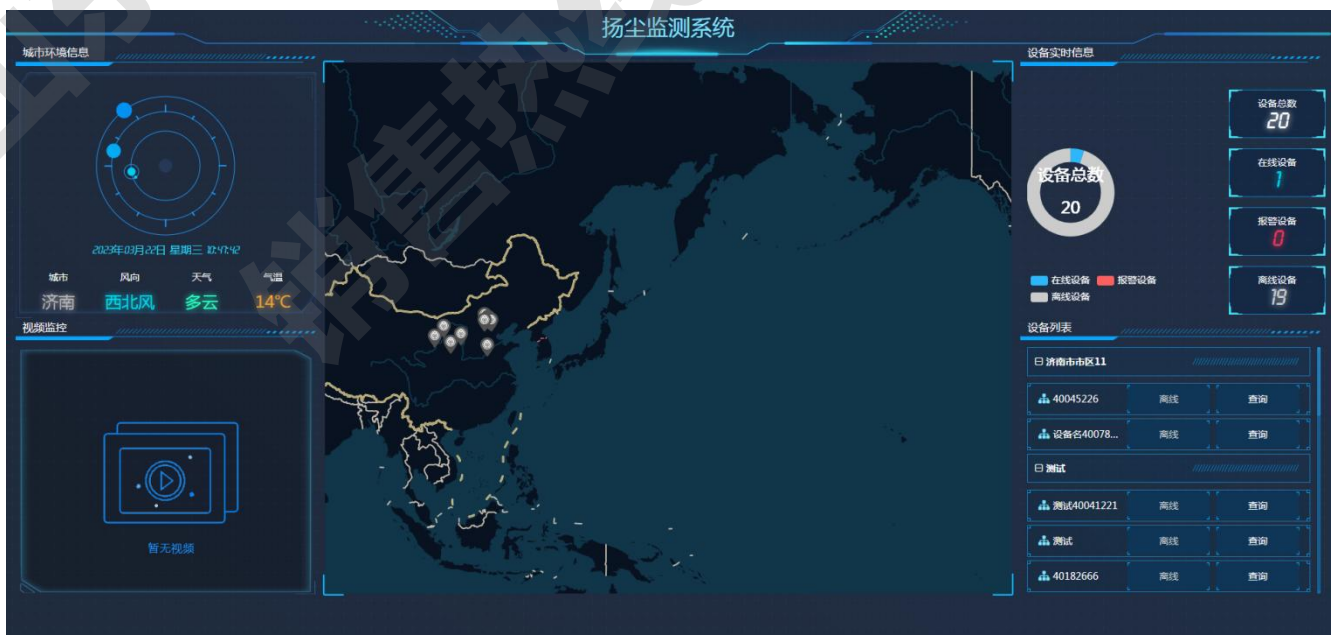 扬尘监测系统
城市环境信息
2023年03月22日 星期三 10:47:42
城市 风向 天气 气温
济南 西北风 多云 14℃
视频监控
暂无视频
设备实时信息
设备总数
20
在线设备 报警设备
离线设备
设备总数
20
在线设备
1
报警设备
0
离线设备
19
设备列表
济南市市区11
40045226 离线 查询
设备名40078... 离线 查询
测试
测试40041221 离线 查询
测试 离线 查询
40182666 离线 查询
销售热